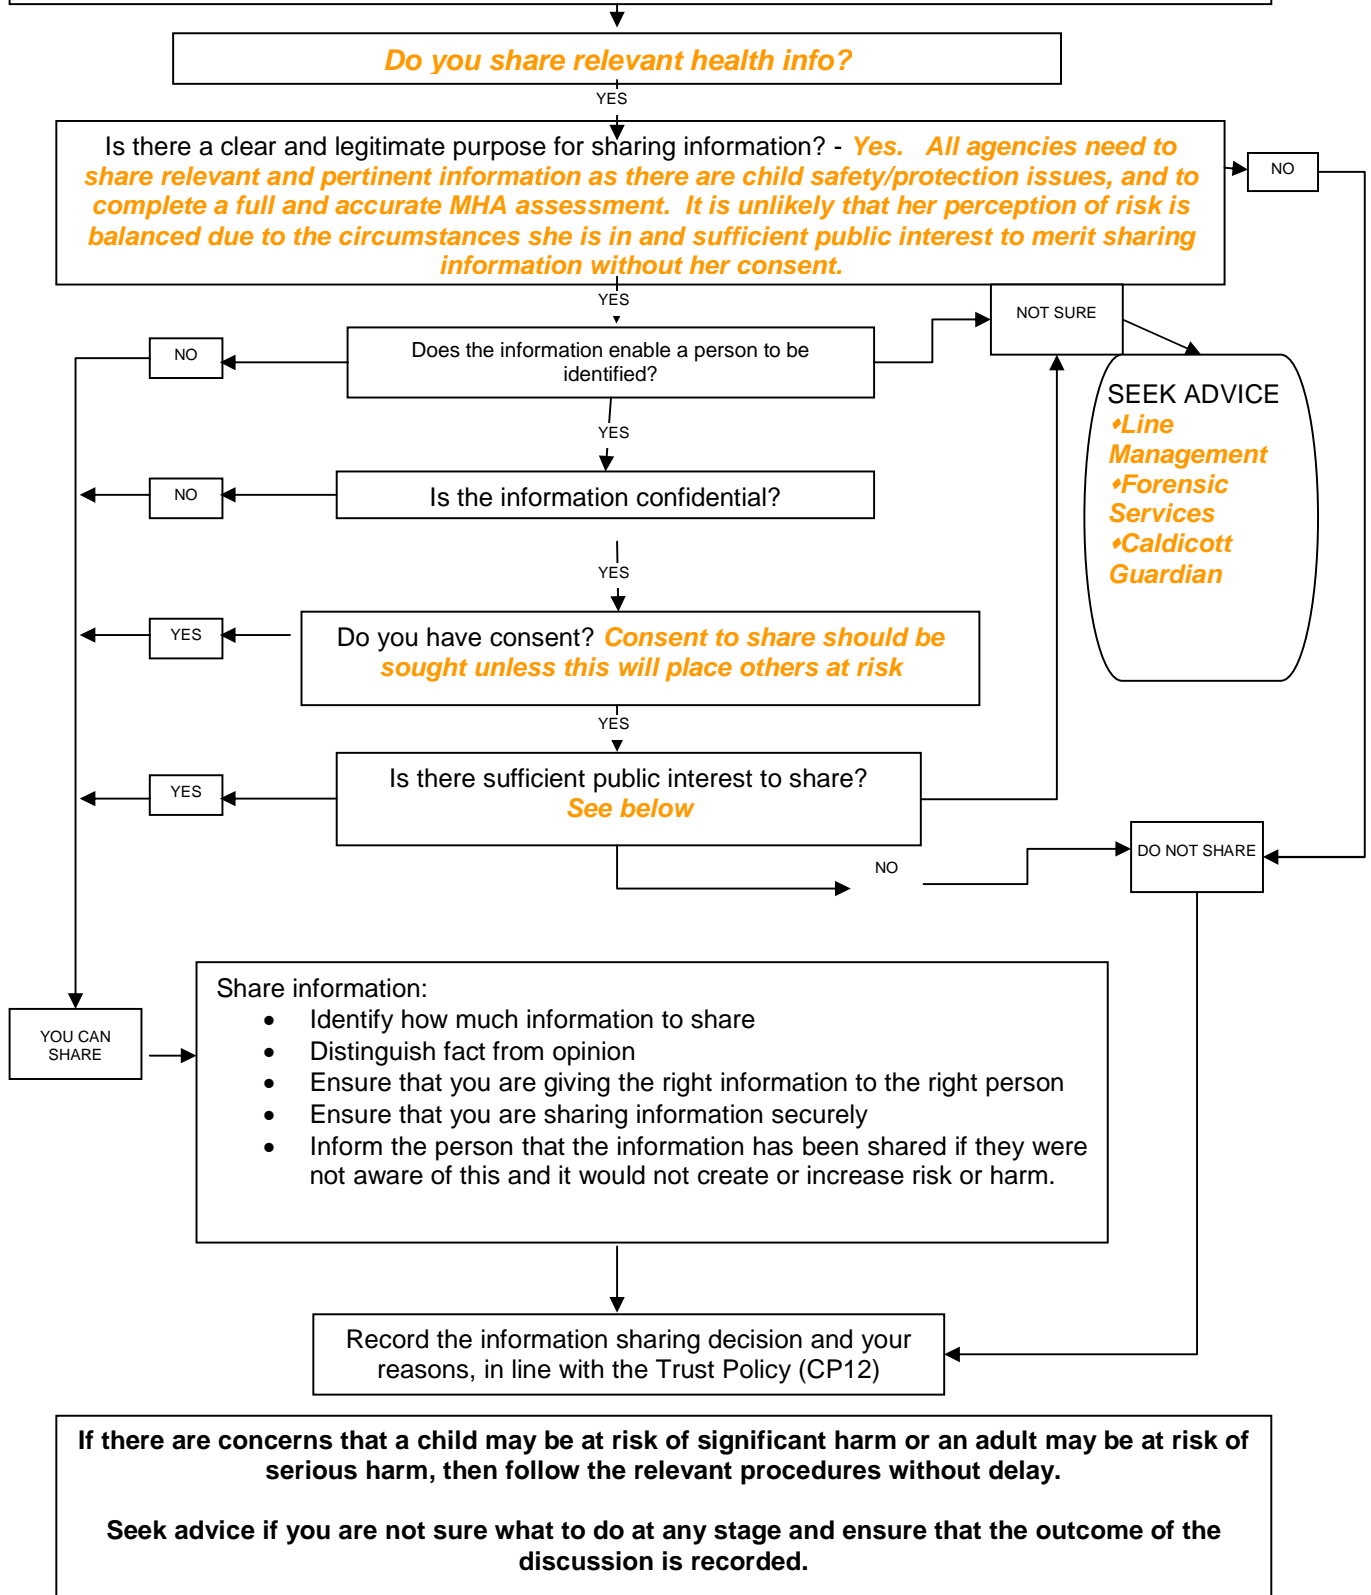 Do you share relevant health info?
YES
Is there a clear and legitimate purpose for sharing information? - Yes. All agencies need to
share relevant and pertinent information as there are child safety/protection issues, and to
complete a full and accurate MHA assessment. It is unlikely that her perception of risk is
balanced due to the circumstances she is in and sufficient public interest to merit sharing
information without her consent.
NO
YES
NOT SURE
NO
Does the information enable a person to be
identified?
SEEK ADVICE
♦Line
Management
♦Forensic
Services
♦Caldicott
Guardian
YES
NO
Is the information confidential?
YES
YES
Do you have consent? Consent to share should be
sought unless this will place others at risk
YES
YES
Is there sufficient public interest to share?
See below
NO
DO NOT SHARE
YOU CAN
SHARE
Share information:
• Identify how much information to share
• Distinguish fact from opinion
• Ensure that you are giving the right information to the right person
• Ensure that you are sharing information securely
• Inform the person that the information has been shared if they were
not aware of this and it would not create or increase risk or harm.
Record the information sharing decision and your
reasons, in line with the Trust Policy (CP12)
If there are concerns that a child may be at risk of significant harm or an adult may be at risk of
serious harm, then follow the relevant procedures without delay.
Seek advice if you are not sure what to do at any stage and ensure that the outcome of the
discussion is recorded.